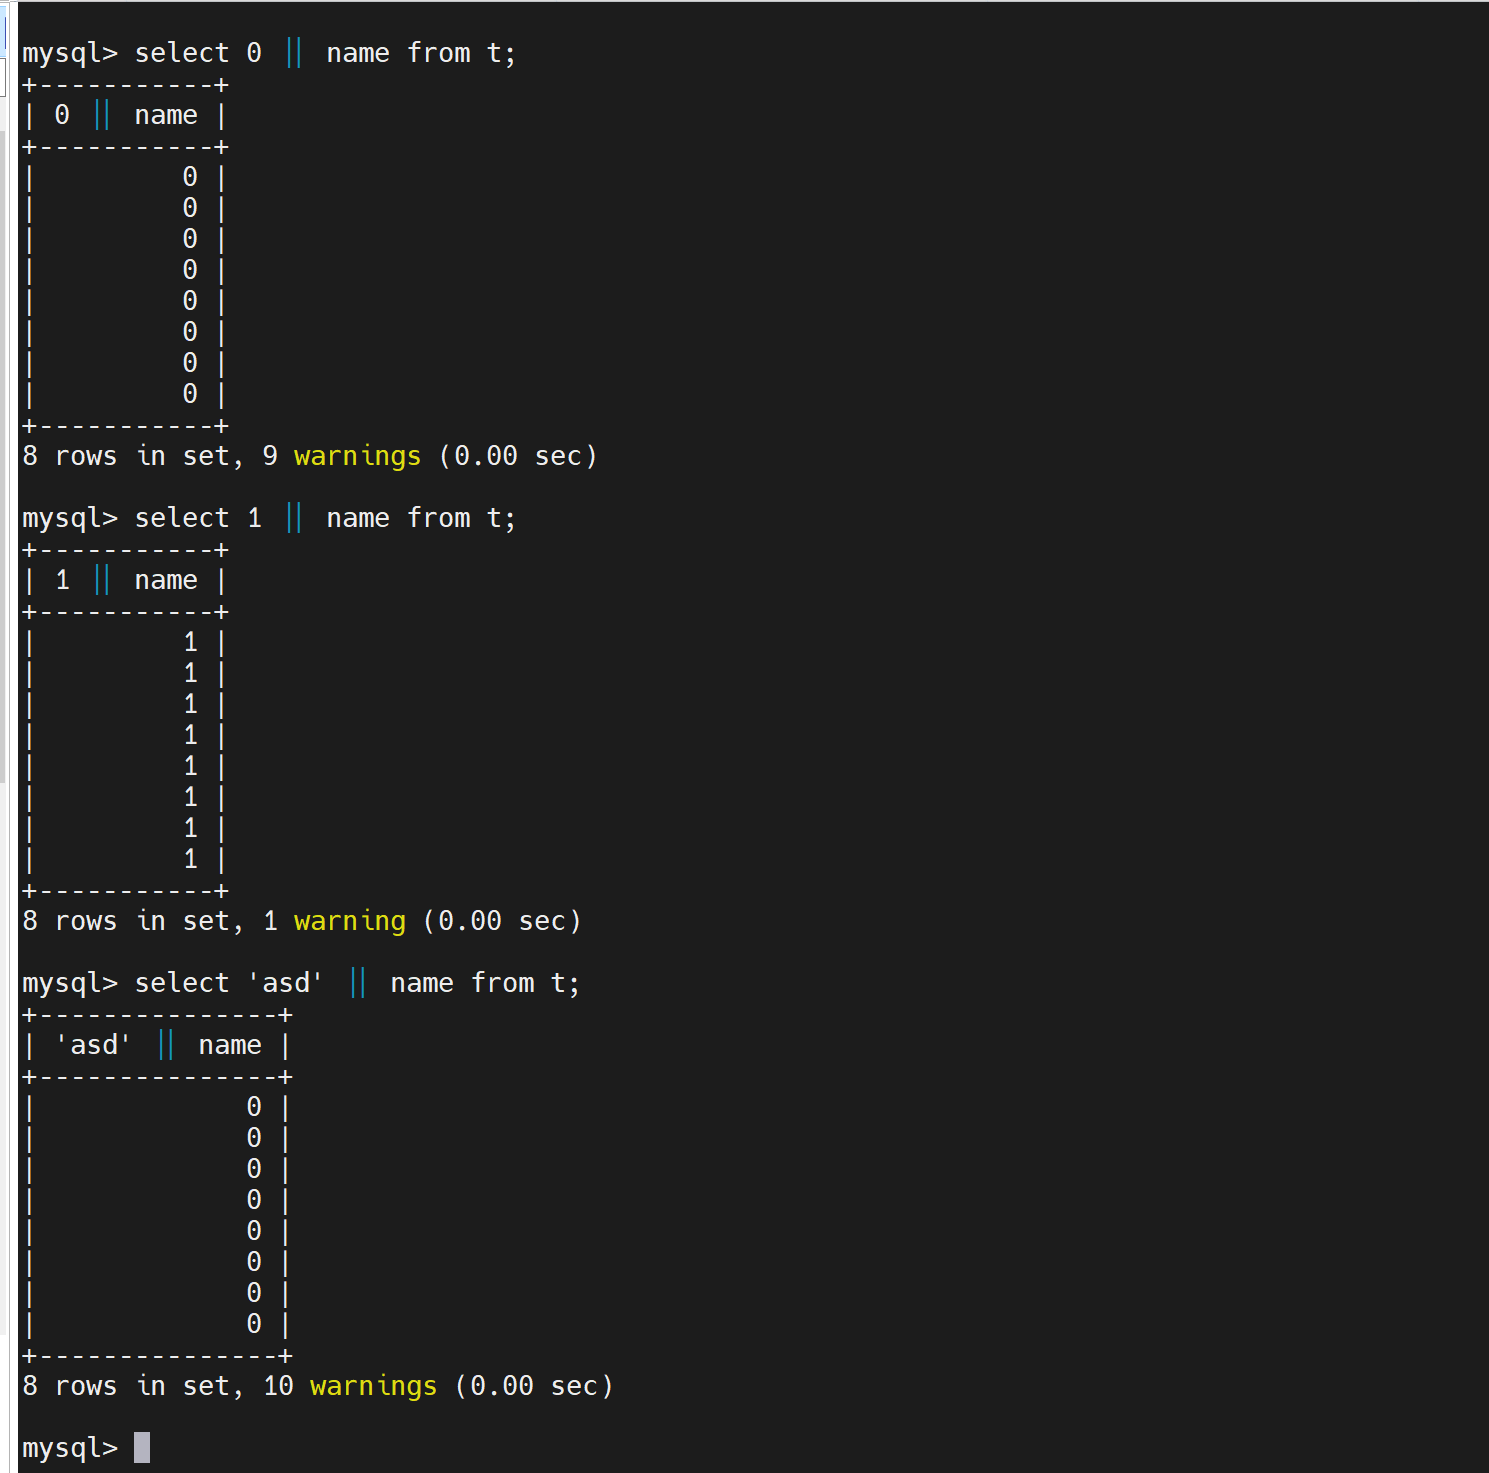 mysql> select 0 || name from t;
+-----------+
| 0 || name |
+-----------+
|         0 |
|         0 |
|         0 |
|         0 |
|         0 |
|         0 |
|         0 |
|         0 |
+-----------+
8 rows in set, 9 warnings (0.00 sec)
mysql> select 1 || name from t;
+-----------+
| 1 || name |
+-----------+
|         1 |
|         1 |
|         1 |
|         1 |
|         1 |
|         1 |
|         1 |
|         1 |
+-----------+
8 rows in set, 1 warning (0.00 sec)
mysql> select 'asd' || name from t;
+---------------+
| 'asd' || name |
+---------------+
|             0 |
|             0 |
|             0 |
|             0 |
|             0 |
|             0 |
|             0 |
|             0 |
+---------------+
8 rows in set, 10 warnings (0.00 sec)
mysql>